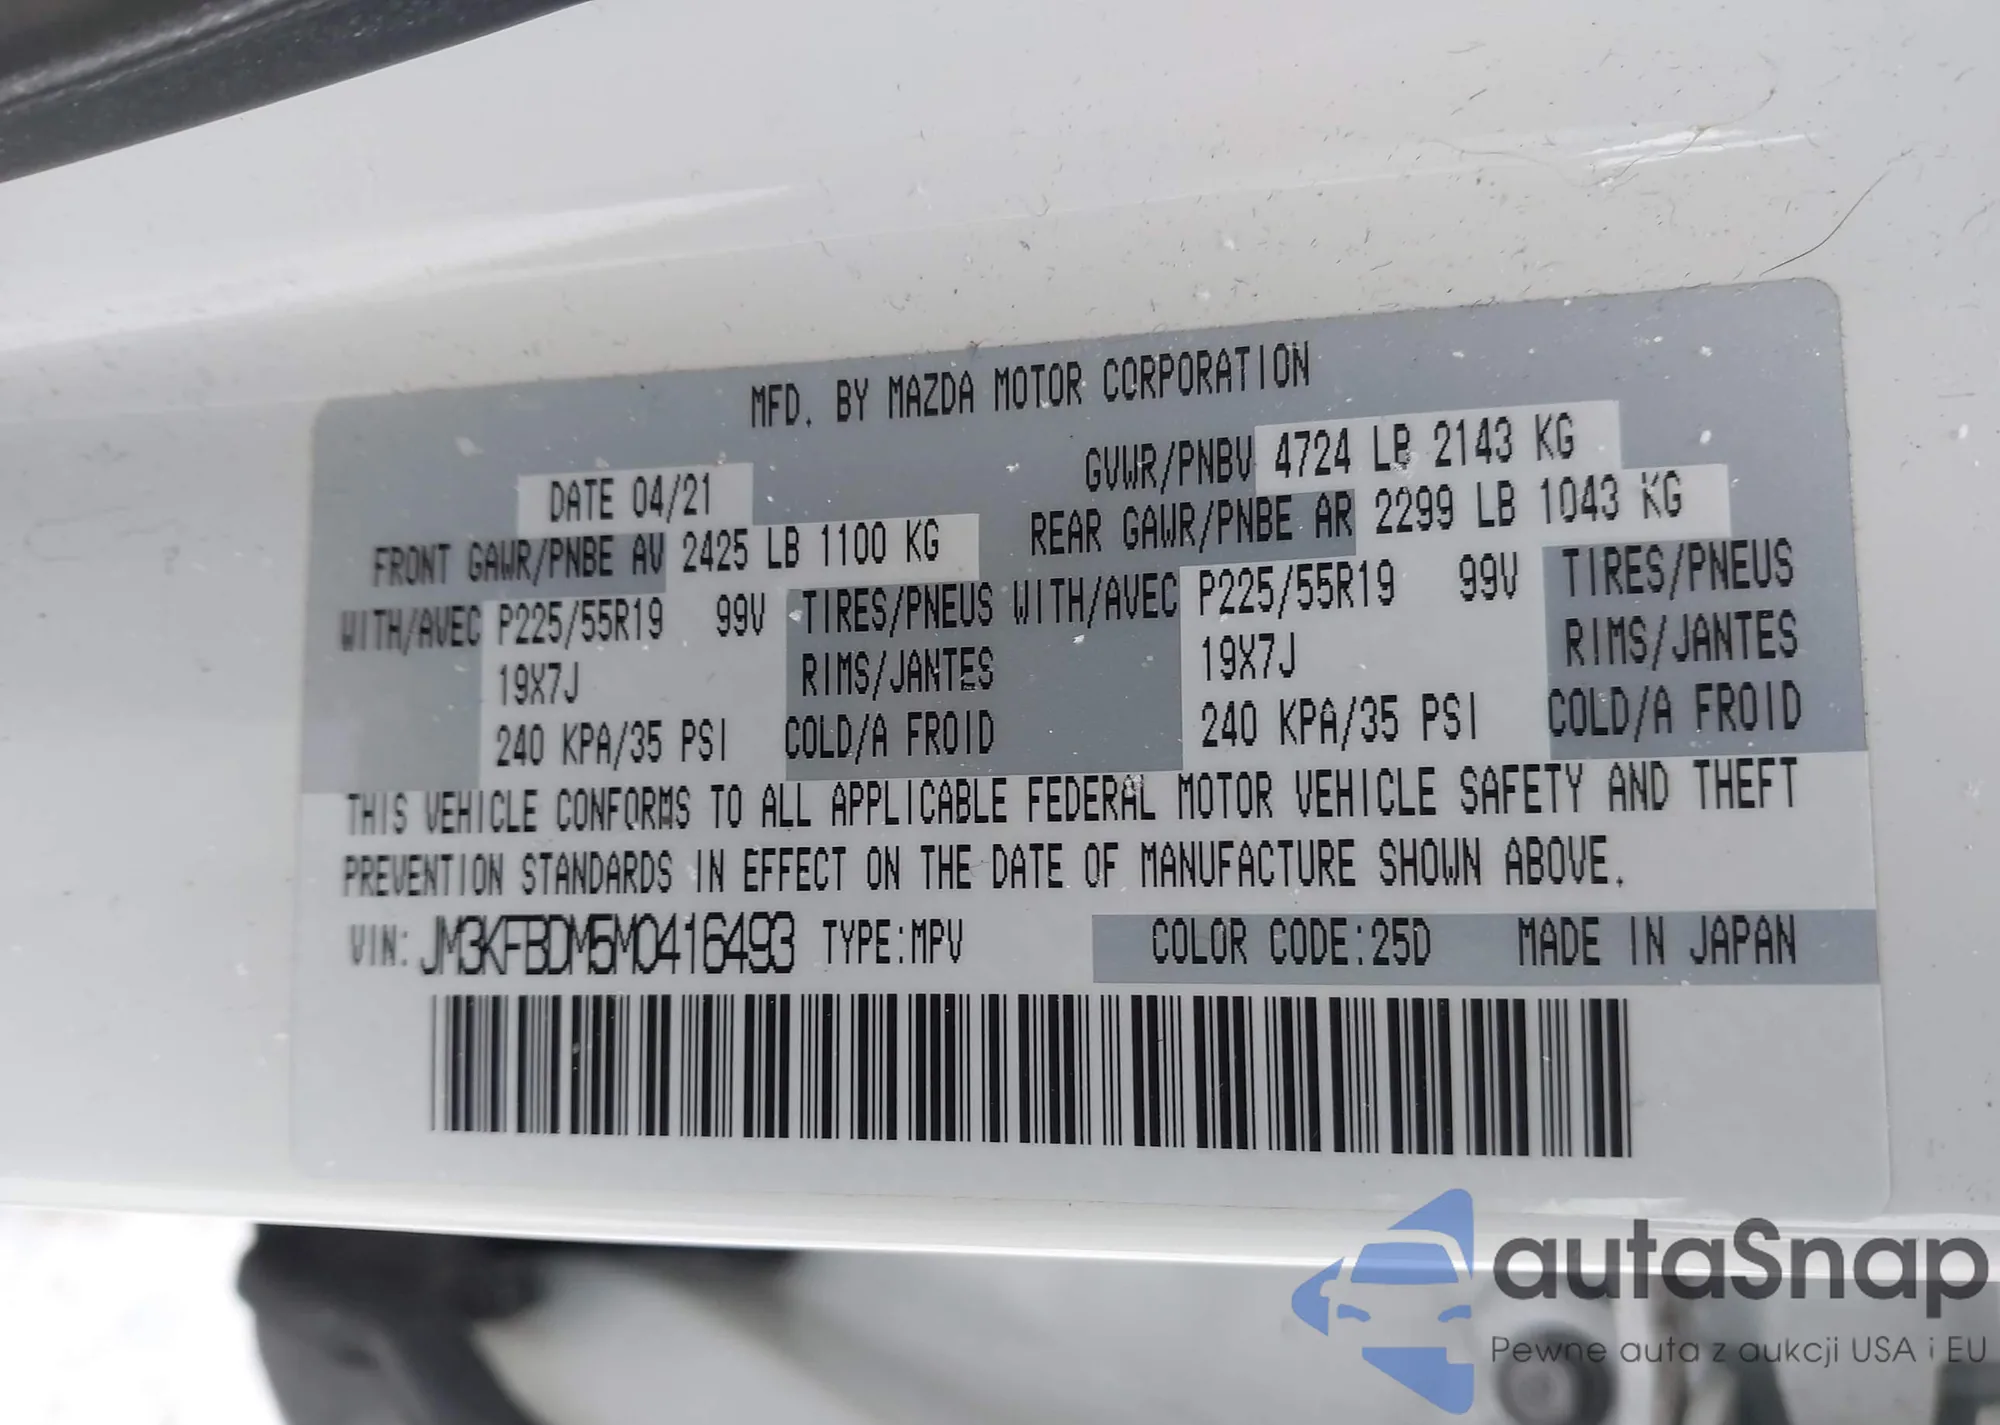 MFD. BY MAZDA MOTOR CORPORATION
DATE 04/21 GVWR/PNBV 4724 LB 2143 KG
FRONT GAWR/PNBE AV 2425 LB 1100 KG REAR GAWR/PNBE AR 2299 LB 1043 KG
WITH/AVEC P225/55R19 99V TIRES/PNEUS WITH/AVEC P225/55R19 99V TIRES/PNEUS
19X7J RIMS/JANTES 19X7J RIMS/JANTES
240 KPA/35 PSI COLD/A FROID 240 KPA/35 PSI COLD/A FROID
THIS VEHICLE CONFORMS TO ALL APPLICABLE FEDERAL MOTOR VEHICLE SAFETY AND THEFT
PREVENTION STANDARDS IN EFFECT ON THE DATE OF MANUFACTURE SHOWN ABOVE.
VIN: JM3KFBDM5M0416493 TYPE:MPV COLOR CODE:25D MADE IN JAPAN
autaSnap
Pewne auta z aukcji USA i EU